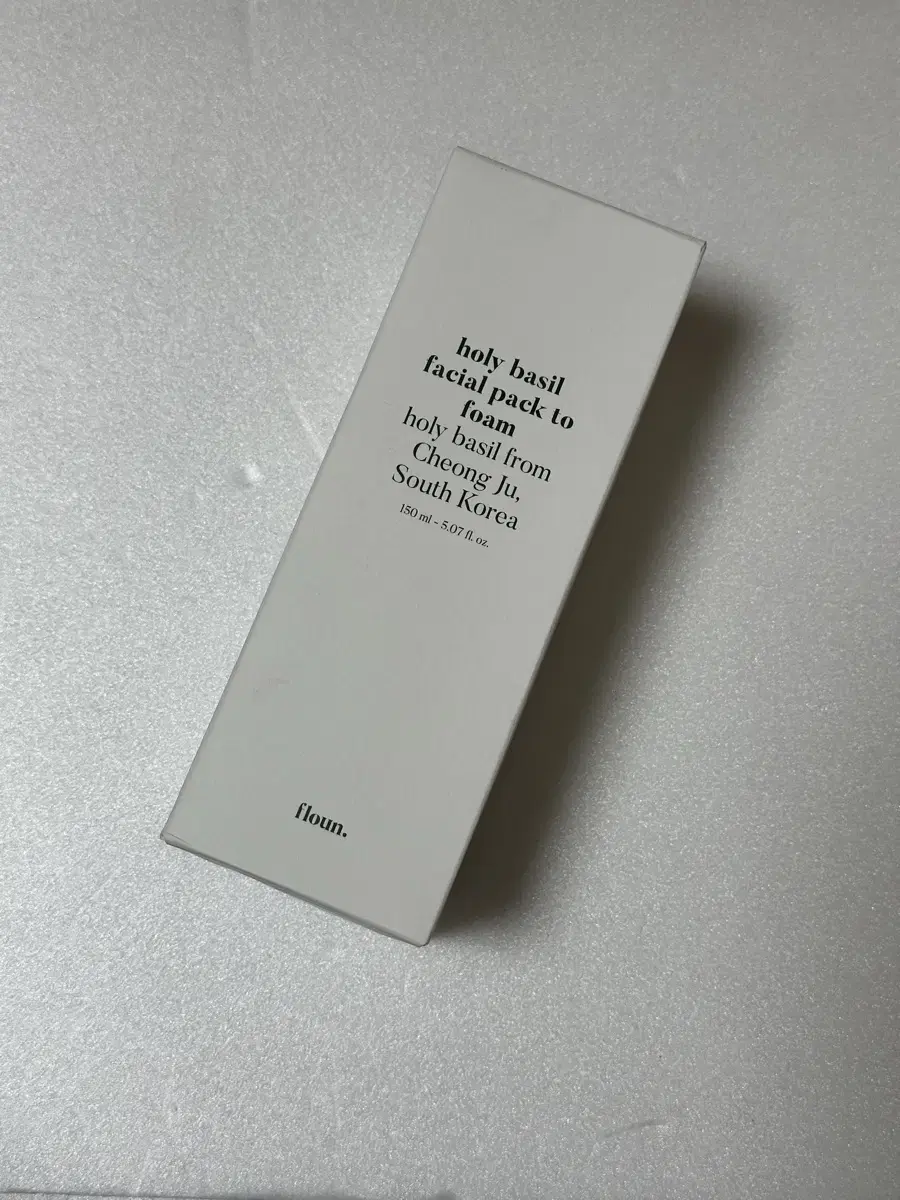 holy basil
facial pack to
foam
holy basil from
Cheong Ju,
South Korea
150 ml - 5.07 fl. oz.
floun.